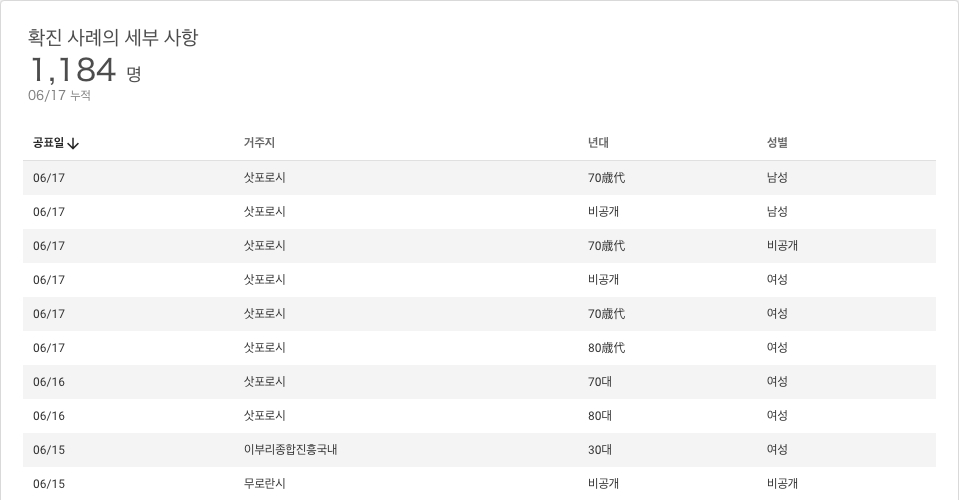 확진 사례의 세부 사항
1,184 명
06/17 누적
공표일↓ 거주지 년대 성별
06/17 삿포로시 70歳代 남성
06/17 삿포로시 비공개 남성
06/17 삿포로시 70歳代 비공개
06/17 삿포로시 비공개 여성
06/17 삿포로시 70歳代 여성
06/17 삿포로시 80歳代 여성
06/16 삿포로시 70대 여성
06/16 삿포로시 80대 여성
06/15 이부리종합진흥국내 30대 여성
06/15 무로란시 비공개 비공개